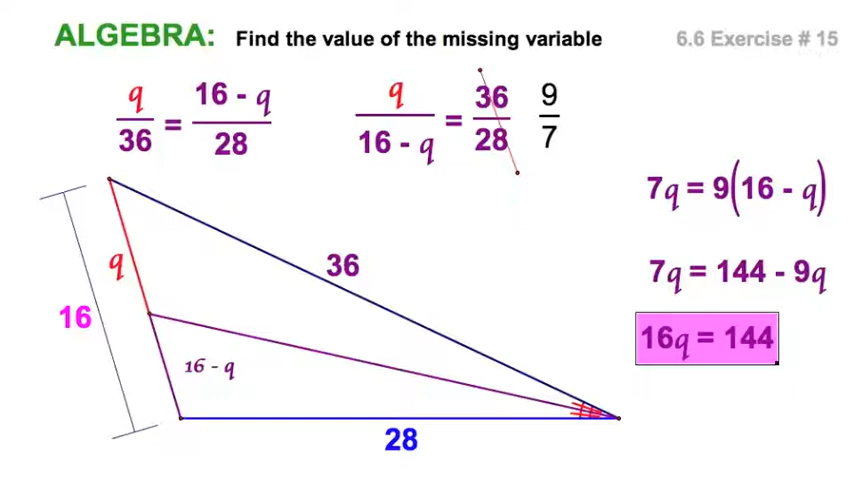 ALGEBRA: Find the value of the missing variable
6.6 Exercise # 15
q/36 = 16 - q/28
q/16 - q = 36/28 9/7
7q = 9(16 - q)
7q = 144 - 9q
16q = 144
q
36
16
16 - q
28